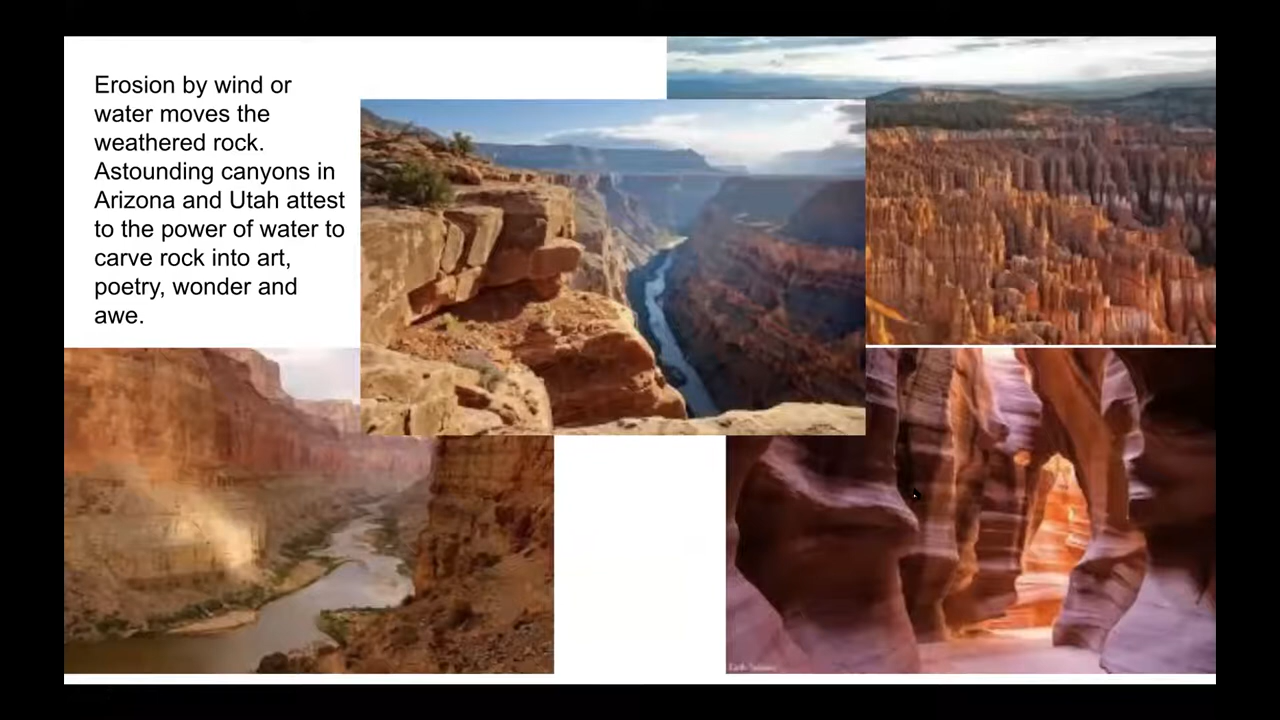 Erosion by wind or
water moves the
weathered rock.
Astounding canyons in
Arizona and Utah attest
to the power of water to
carve rock into art,
poetry, wonder and
awe.